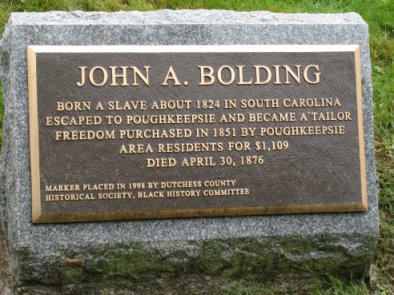 JOHN A. BOLDING
BORN A SLAVE ABOUT 1824 IN SOUTH CAROLINA
ESCAPED TO POUGHKEEPSIE AND BECAME A TAILOR
FREEDOM PURCHASED IN 1851 BY POUGHKEEPSIE
AREA RESIDENTS FOR $1,109
DIED APRIL 30, 1876
MARKER PLACED IN 1998 BY DUTCHESS COUNTY
HISTORICAL SOCIETY, BLACK HISTORY COMMITTEE